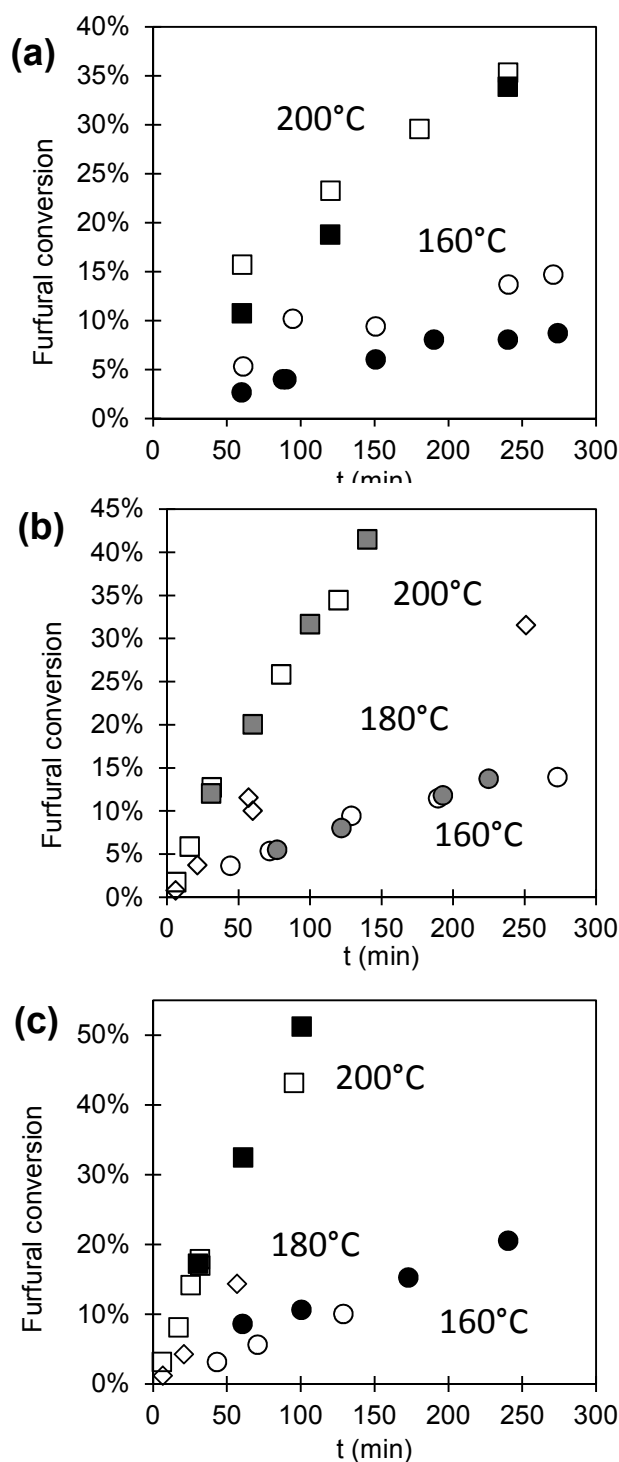 (a)
Furfural conversion
40%
35%
30%
25%
20%
15%
10%
5%
0%
200°C
160°C
0 50 100 150 200 250 300
t (min)
(b)
Furfural conversion
45%
40%
35%
30%
25%
20%
15%
10%
5%
0%
200°C
180°C
160°C
0 50 100 150 200 250 300
t (min)
(c)
Furfural conversion
50%
40%
30%
20%
10%
0%
200°C
180°C
160°C
0 50 100 150 200 250 300
t (min)